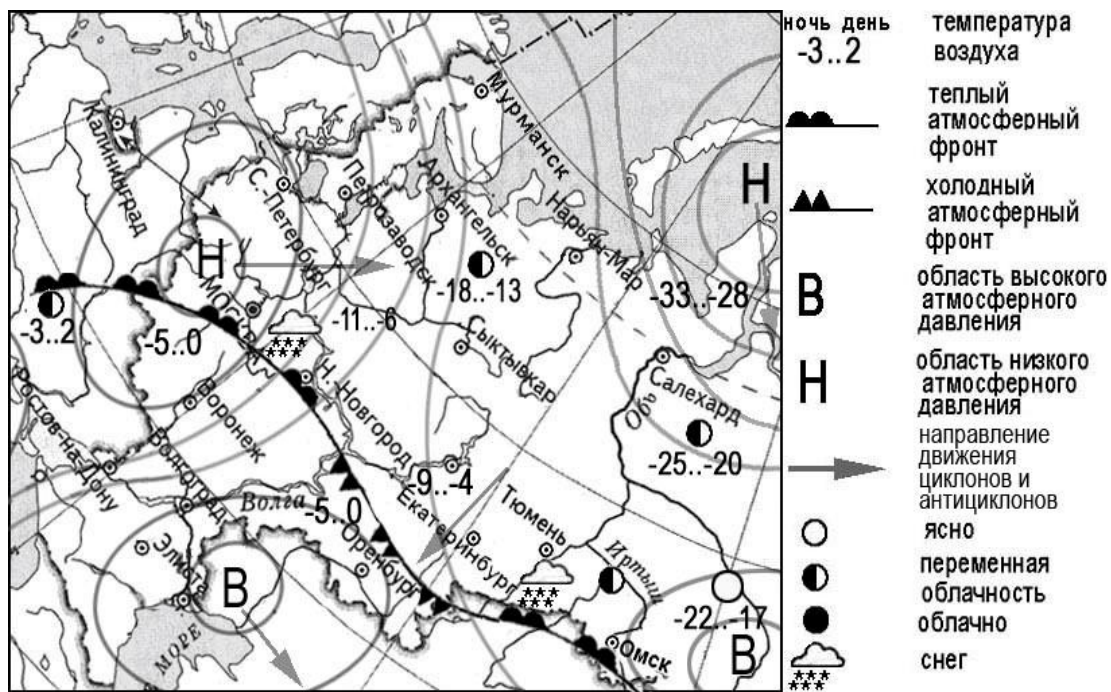 Мурманск
Калининград
С.-Петербург
Петрозаводск
Архангельск
Нарьян-Мар
Н
Н
Москва
-18..-13
-33..-28
-3..2
-5..0
-11..-6
Сыктывкар
Салехард
Обь
Ростов-на-Дону
Воронеж
Н. Новгород
-25..-20
Волгоград
Волга
-9..-4
-5..0
Екатеринбург
Тюмень
Элиста
Оренбург
Иртыш
В
-22..-17
МОРЕ
Омск
В
ночь день
-3..2
температура
воздуха
теплый
атмосферный
фронт
холодный
атмосферный
фронт
В
область высокого
атмосферного
давления
Н
область низкого
атмосферного
давления
направление
движения
циклонов и
антициклонов
ясно
переменная
облачность
облачно
снег